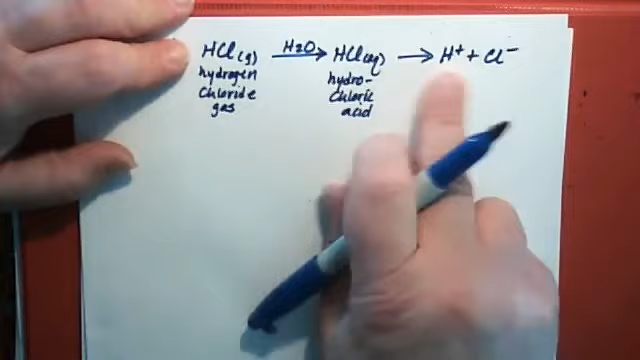 HCl(g) H2O→ HCl(aq) → H⁺ + Cl⁻
hydrogen hydro-
chloride chloric
gas acid